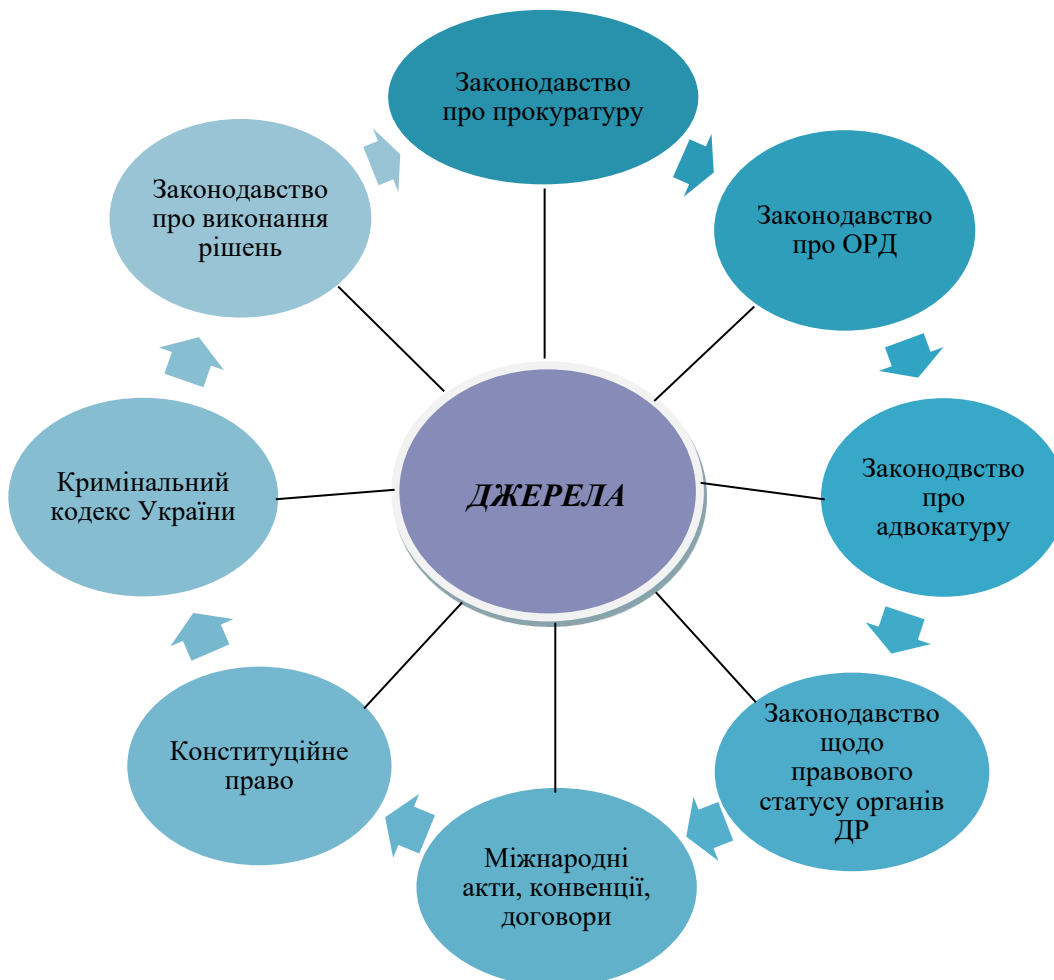 Законодавство
про прокуратуру
Законодавство
про ОРД
Законодвство
про
адвокатуру
Законодавство
щодо
правового
статусу органів
ДР
Міжнародні
акти, конвенції,
договори
Конституційне
право
Кримінальний
кодекс України
Законодавство
про виконання
рішень
ДЖЕРЕЛА